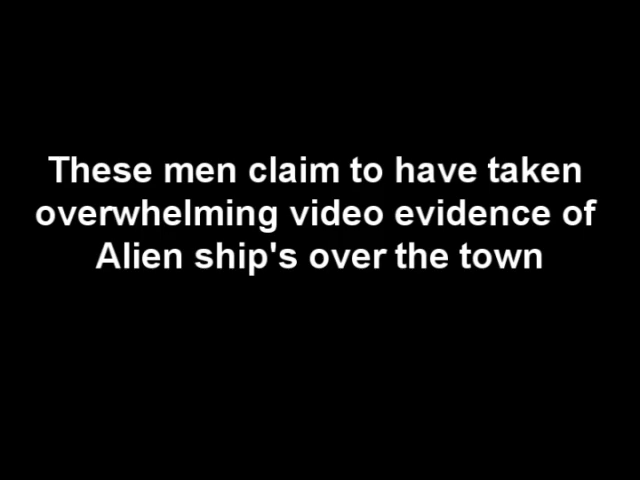 These men claim to have taken
overwhelming video evidence of
Alien ship's over the town